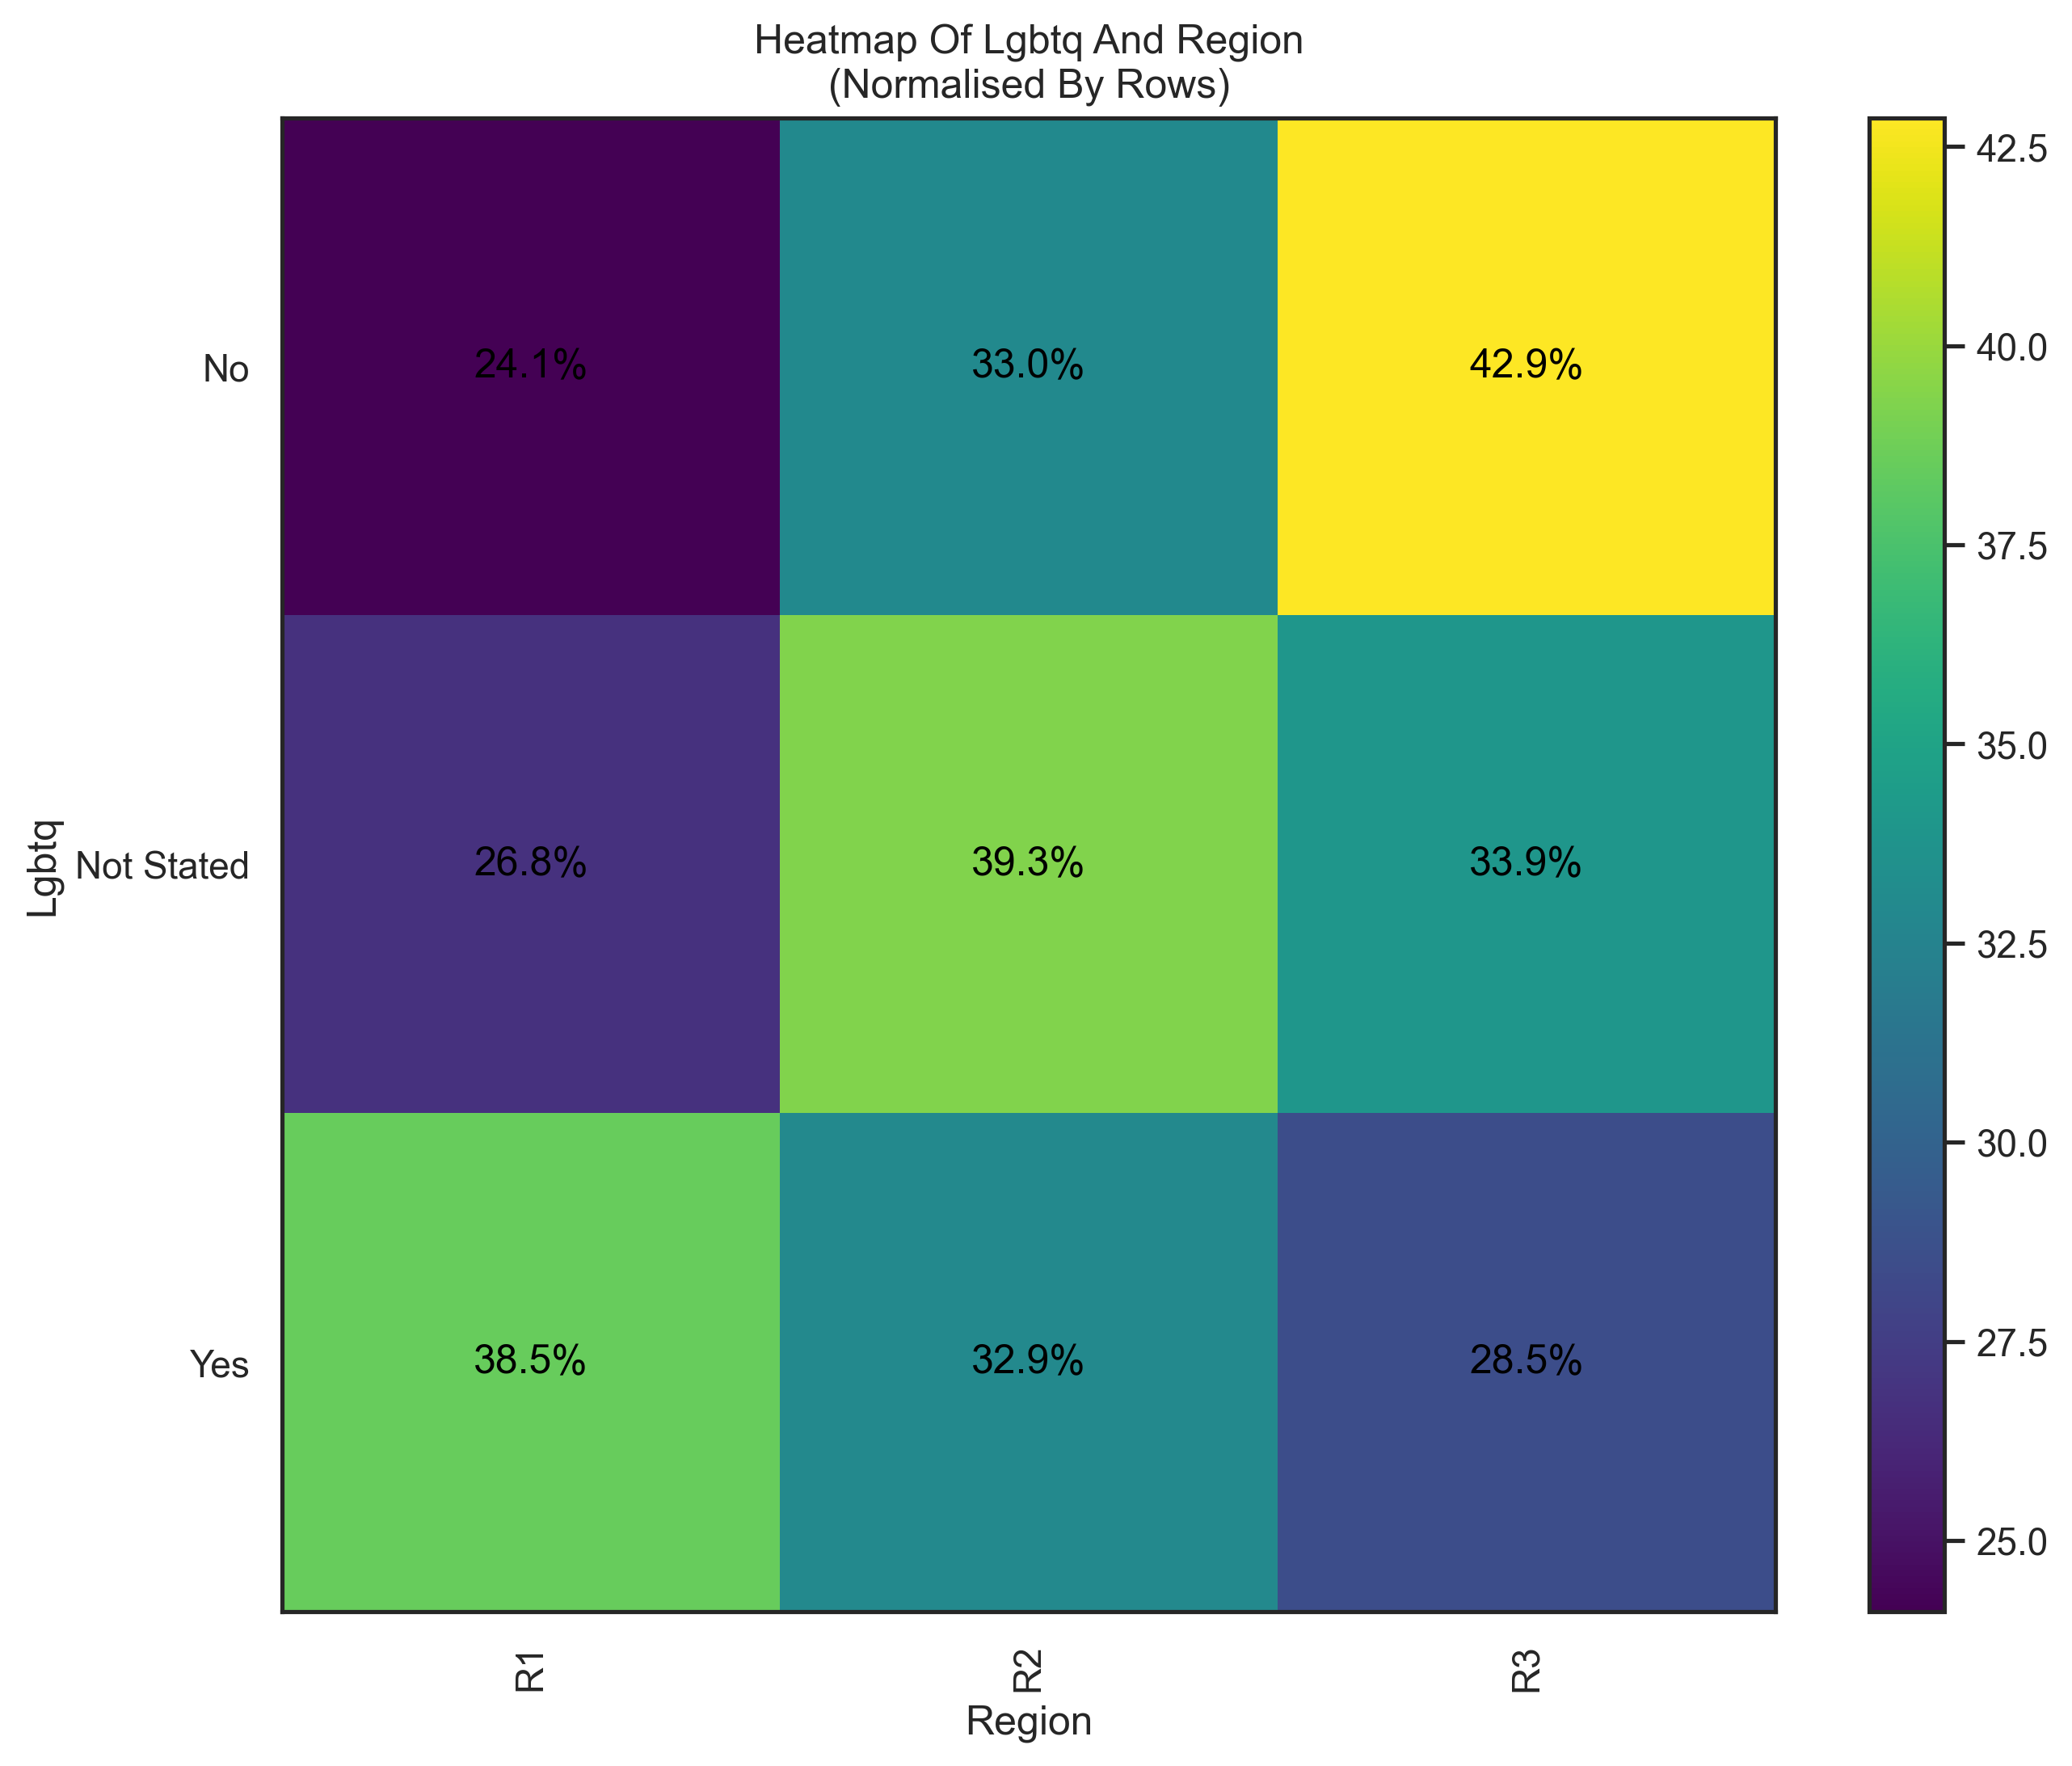 Heatmap Of Lgbtq And Region
(Normalised By Rows)
No
24.1%
33.0%
42.9%
Lgbtq
Not Stated
26.8%
39.3%
33.9%
Yes
38.5%
32.9%
28.5%
R1
R2
R3
Region
42.5
40.0
37.5
35.0
32.5
30.0
27.5
25.0